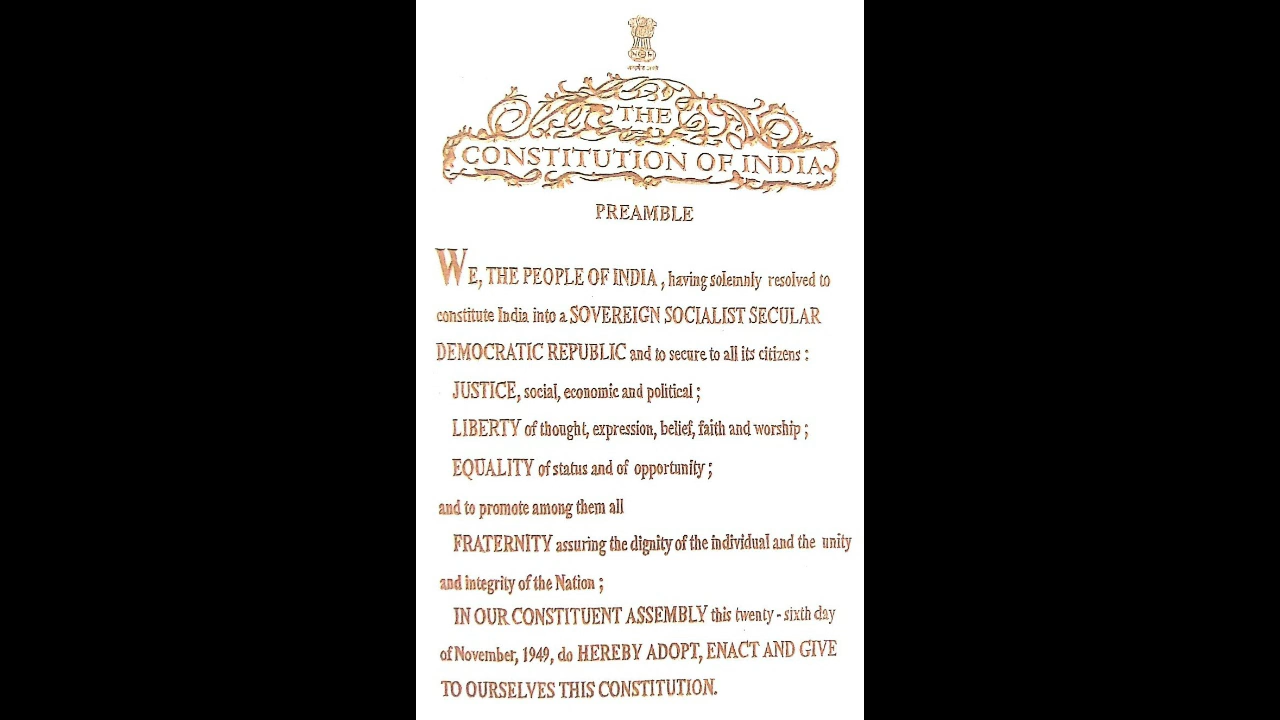 THE
CONSTITUTION OF INDIA
PREAMBLE
WE, THE PEOPLE OF INDIA , having solemnly resolved to
constitute India into a SOVEREIGN SOCIALIST SECULAR
DEMOCRATIC REPUBLIC and to secure to all its citizens :
JUSTICE, social, economic and political ;
LIBERTY of thought, expression, belief, faith and worship ;
EQUALITY of status and of opportunity ;
and to promote among them all
FRATERNITY assuring the dignity of the individual and the unity
and integrity of the Nation ;
IN OUR CONSTITUENT ASSEMBLY this twenty - sixth day
of November, 1949, do HEREBY ADOPT, ENACT AND GIVE
TO OURSELVES THIS CONSTITUTION.